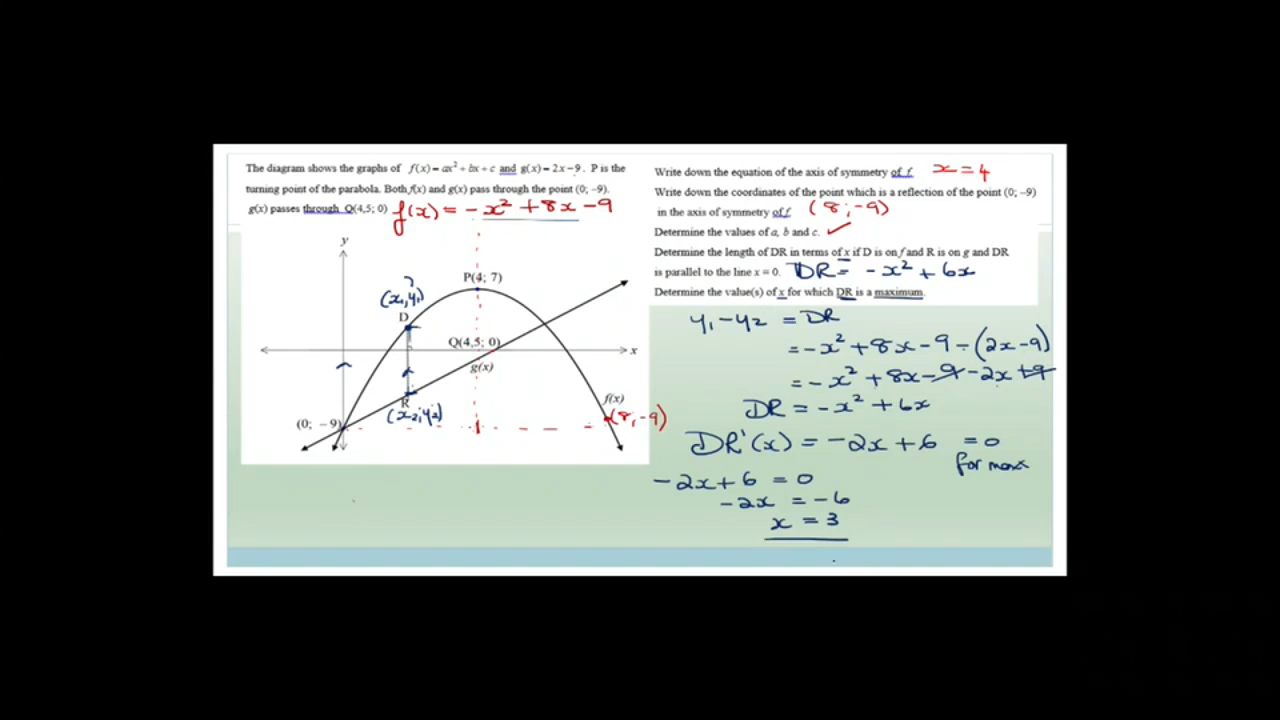 The diagram shows the graphs of f(x) = ax² + bx + c and g(x) = 2x − 9 . P is the
turning point of the parabola. Both f(x) and g(x) pass through the point (0; −9).
g(x) passes through Q(4,5; 0) f(x) = −x² + 8x − 9
y
P(4; 7)
(x₁, y₁)
D
Q(4,5; 0)
x
g(x)
R
(x₂; y₂)
f(x)
(0; −9)
(8; −9)
Write down the equation of the axis of symmetry of f. x = 4
Write down the coordinates of the point which is a reflection of the point (0; −9)
in the axis of symmetry of f. (8; −9)
Determine the values of a, b and c. ✓
Determine the length of DR in terms of x if D is on f and R is on g and DR
is parallel to the line x = 0. DR = −x² + 6x
Determine the value(s) of x for which DR is a maximum.
y₁ − y₂ = DR
= −x² + 8x − 9 − (2x − 9)
= −x² + 8x − 9 − 2x + 9
DR = −x² + 6x
DR'(x) = −2x + 6 = 0
for max
−2x + 6 = 0
−2x = −6
x = 3